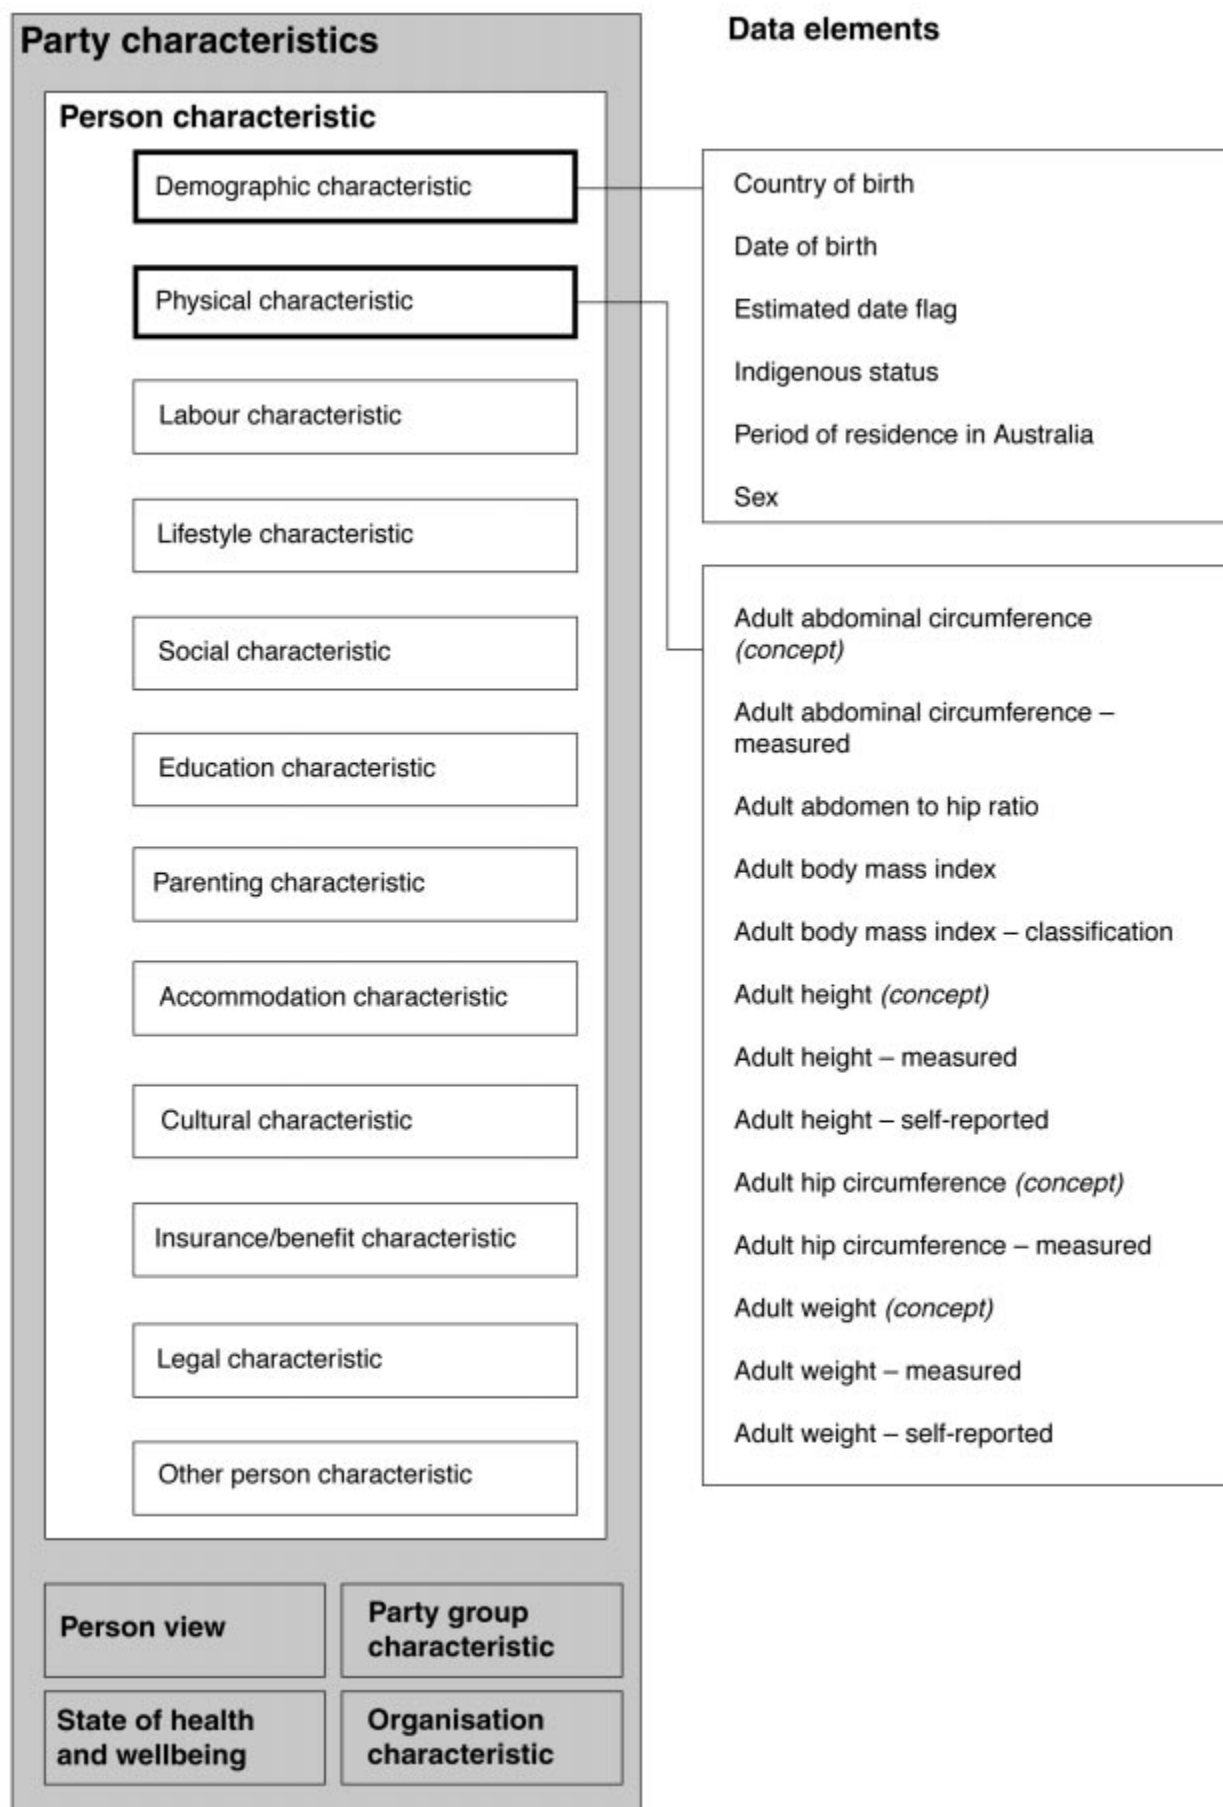 Party characteristics
Person characteristic
Demographic characteristic
Physical characteristic
Labour characteristic
Lifestyle characteristic
Social characteristic
Education characteristic
Parenting characteristic
Accommodation characteristic
Cultural characteristic
Insurance/benefit characteristic
Legal characteristic
Other person characteristic
Person view
Party group
characteristic
State of health
and wellbeing
Organisation
characteristic
Data elements
Country of birth
Date of birth
Estimated date flag
Indigenous status
Period of residence in Australia
Sex
Adult abdominal circumference
(concept)
Adult abdominal circumference –
measured
Adult abdomen to hip ratio
Adult body mass index
Adult body mass index – classification
Adult height (concept)
Adult height – measured
Adult height – self-reported
Adult hip circumference (concept)
Adult hip circumference – measured
Adult weight (concept)
Adult weight – measured
Adult weight – self-reported